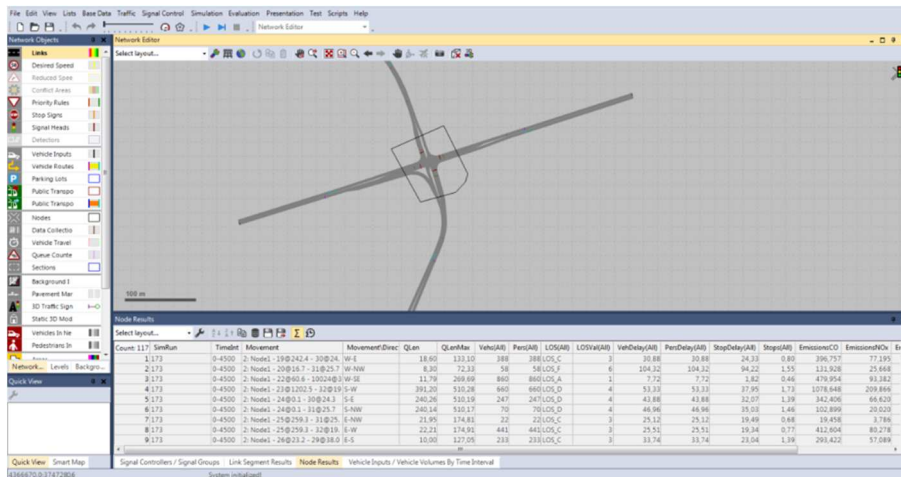 File Edit View Lists Base Data Traffic Signal Control Simulation Evaluation Presentation Test Scripts Help
Network Editor
Network Objects
Network Editor
Select layout...
Links
Desired Speed
Reduced Spee
Conflict Areas
Priority Rules
Stop Signs
Signal Heads
Detectors
Vehicle Inputs
Vehicle Routes
Parking Lots
Public Transpo
Public Transpo
Nodes
Data Collectio
Vehicle Travel
Queue Counte
Sections
Background I
Pavement Mar
3D Traffic Sign
Static 3D Mod
Vehicles In Ne
Pedestrians In
Areas
Network... Levels Backgro...
100 m
Quick View
Quick View Smart Map
Node Results
Select layout...
Count: 117 SimRun TimeInt Movement Movement\Direc QLen QLenMax Vehs(All) Pers(All) LOS(All) LOSVal(All) VehDelay(All) PersDelay(All) StopDelay(All) Stops(All) EmissionsCO EmissionsNOx
1 173 0-4500 2: Node1 - 19@242.4 - 30@24. W-E 18,60 133,10 388 388 LOS_C 3 30,88 30,88 24,33 0,80 396,757 77,195
2 173 0-4500 2: Node1 - 20@16.7 - 31@25.7 W-NW 8,30 72,33 58 58 LOS_F 6 104,32 104,32 94,22 1,55 131,928 25,668
3 173 0-4500 2: Node1 - 22@60.6 - 10024@3 W-SE 11,79 269,69 860 860 LOS_A 1 7,72 7,72 1,82 0,46 479,954 93,382
4 173 0-4500 2: Node1 - 23@1202.5 - 32@19 S-W 391,20 510,28 660 660 LOS_D 4 53,33 53,33 37,95 1,73 1078,648 209,866
5 173 0-4500 2: Node1 - 24@0.1 - 30@24.3 S-E 240,26 510,19 247 247 LOS_D 4 43,88 43,88 32,07 1,39 342,406 66,620
6 173 0-4500 2: Node1 - 24@0.1 - 31@25.7 S-NW 240,14 510,17 70 70 LOS_D 4 46,96 46,96 35,03 1,46 102,899 20,020
7 173 0-4500 2: Node1 - 25@259.3 - 31@25. E-NW 21,25 174,81 22 22 LOS_C 3 25,12 25,12 19,49 0,68 19,458 3,786
8 173 0-4500 2: Node1 - 25@259.3 - 32@19. E-W 22,21 174,91 441 441 LOS_C 3 25,51 25,51 19,34 0,77 412,604 80,278
9 173 0-4500 2: Node1 - 26@23.2 - 29@38.0 E-S 10,00 127,05 233 233 LOS_C 3 33,74 33,74 23,04 1,39 293,422 57,089
Signal Controllers / Signal Groups Link Segment Results Node Results Vehicle Inputs / Vehicle Volumes By Time Interval
System initialized!